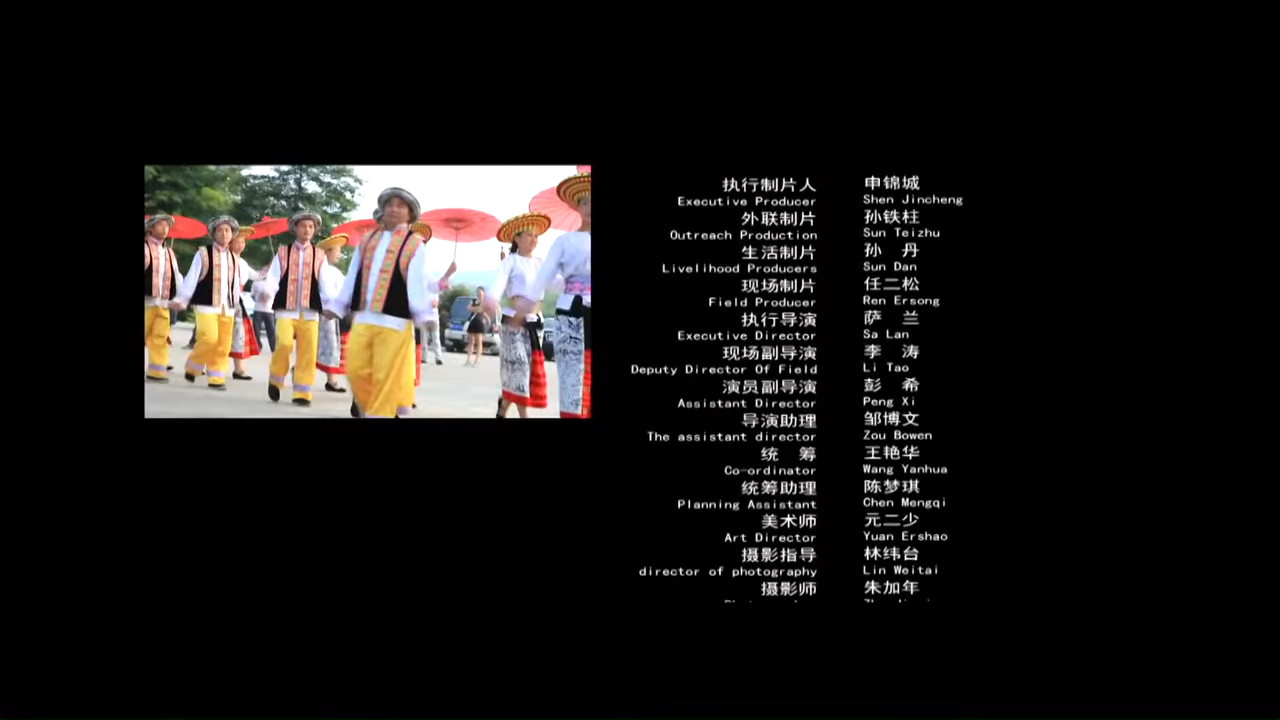 执行制片人 申锦城
Executive Producer Shen Jincheng
外联制片 孙铁柱
Outreach Production Sun Teizhu
生活制片 孙 丹
Livelihood Producers Sun Dan
现场制片 任二松
Field Producer Ren Ersong
执行导演 萨 兰
Executive Director Sa Lan
现场副导演 李 涛
Deputy Director Of Field Li Tao
演员副导演 彭 希
Assistant Director Peng Xi
导演助理 邹博文
The assistant director Zou Bowen
统 筹 王艳华
Co-ordinator Wang Yanhua
统筹助理 陈梦琪
Planning Assistant Chen Mengqi
美术师 元二少
Art Director Yuan Ershao
摄影指导 林纬台
director of photography Lin Weitai
摄影师 朱加年